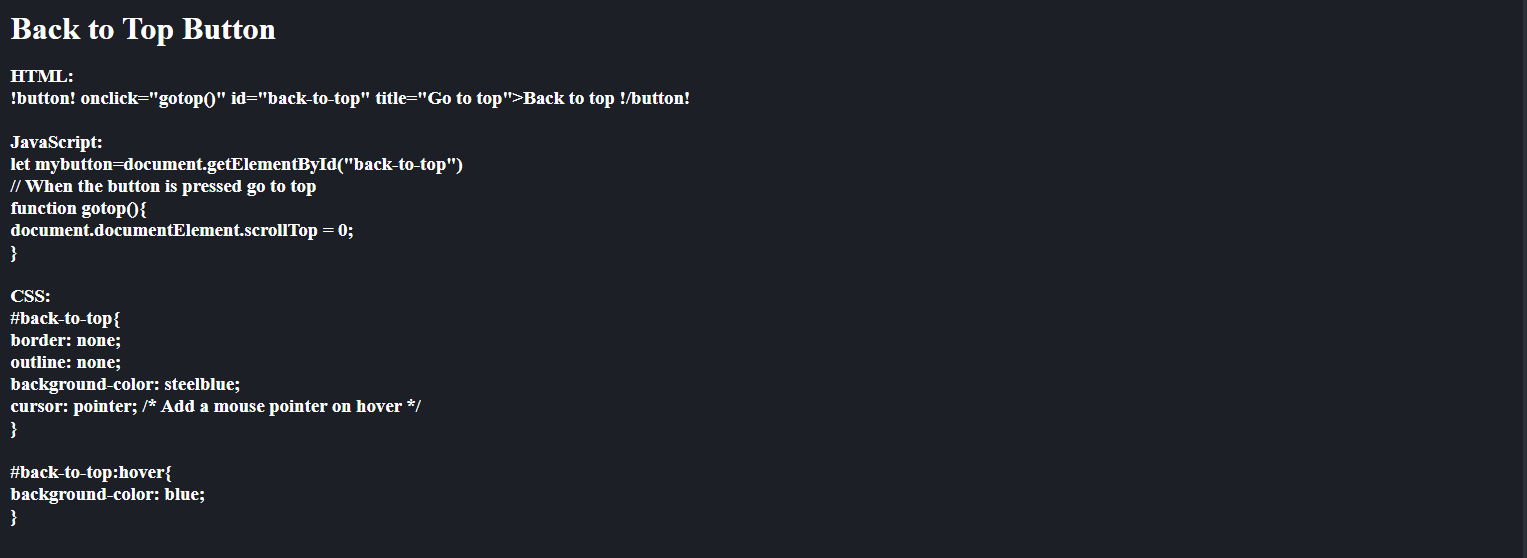 Back to Top Button
HTML:
!button! onclick="gotop()" id="back-to-top" title="Go to top">Back to top !/button!
JavaScript:
let mybutton=document.getElementById("back-to-top")
// When the button is pressed go to top
function gotop(){
document.documentElement.scrollTop = 0;
}
CSS:
#back-to-top{
border: none;
outline: none;
background-color: steelblue;
cursor: pointer; /* Add a mouse pointer on hover */
}
#back-to-top:hover{
background-color: blue;
}